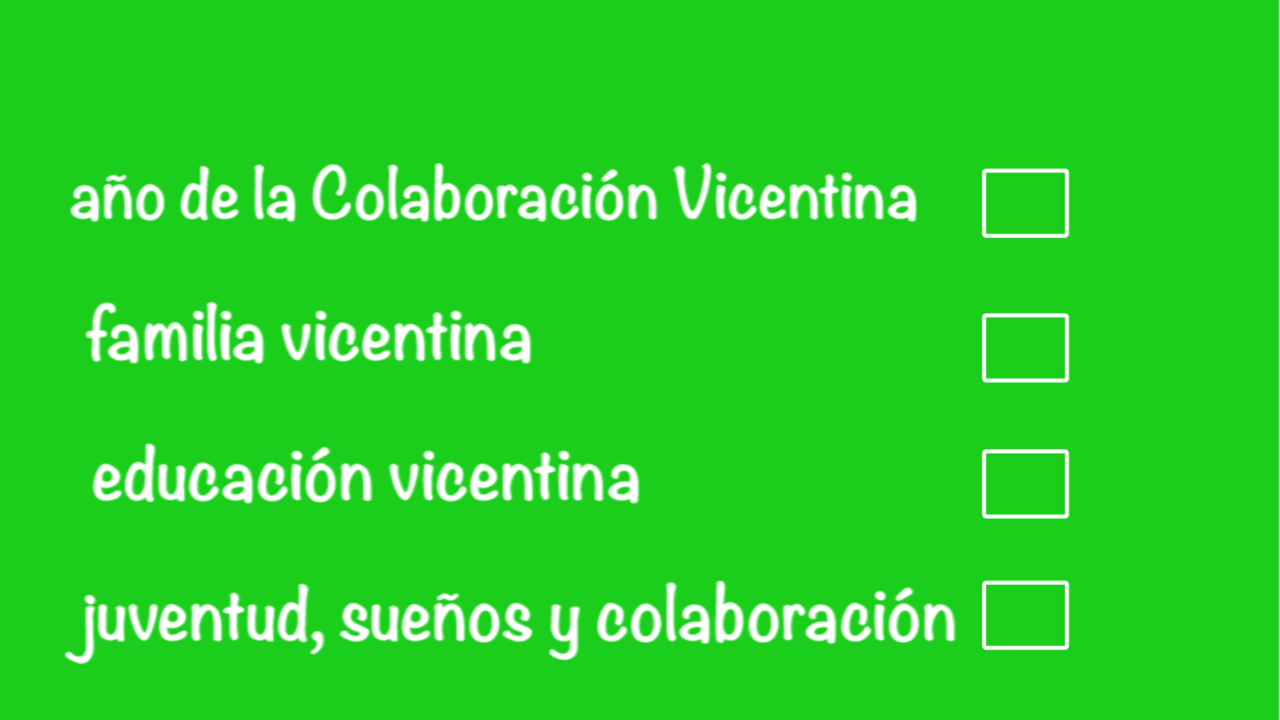 año de la Colaboración Vicentina
familia vicentina
educación vicentina
juventud, sueños y colaboración